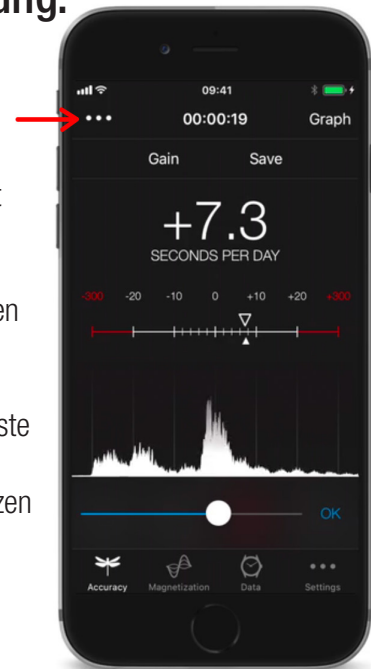 ung.
09:41
••• 00:00:19 Graph
Gain Save
+7.3
SECONDS PER DAY
-300 -20 -10 0 +10 +20 +300
en
ste
zen
OK
Accuracy Magnetization Data Settings